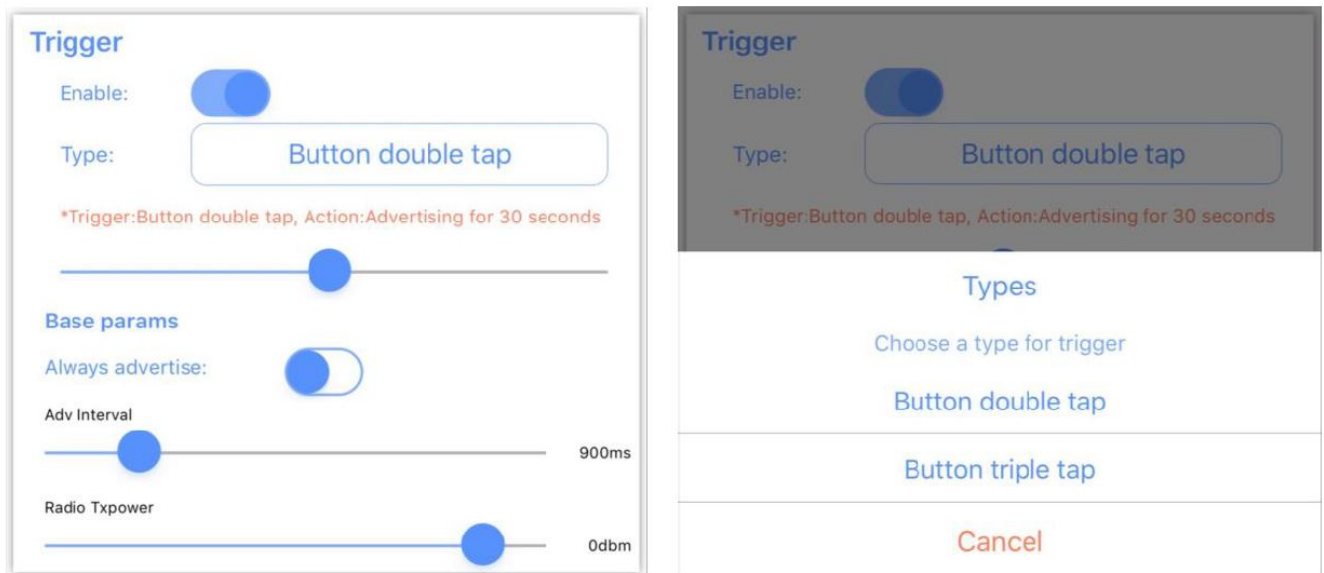 Trigger
Enable:
Type:
Button double tap
*Trigger:Button double tap, Action:Advertising for 30 seconds
Base params
Always advertise:
Adv Interval
900ms
Radio Txpower
0dbm
Trigger
Enable:
Type:
Button double tap
*Trigger:Button double tap, Action:Advertising for 30 seconds
Types
Choose a type for trigger
Button double tap
Button triple tap
Cancel